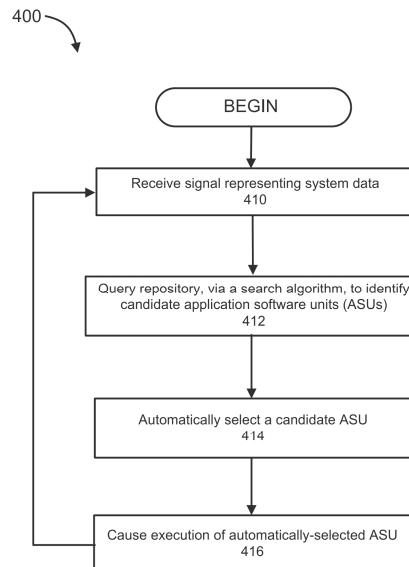 400
BEGIN
Receive signal representing system data
410
Query repository, via a search algorithm, to identify
candidate application software units (ASUs)
412
Automatically select a candidate ASU
414
Cause execution of automatically-selected ASU
416